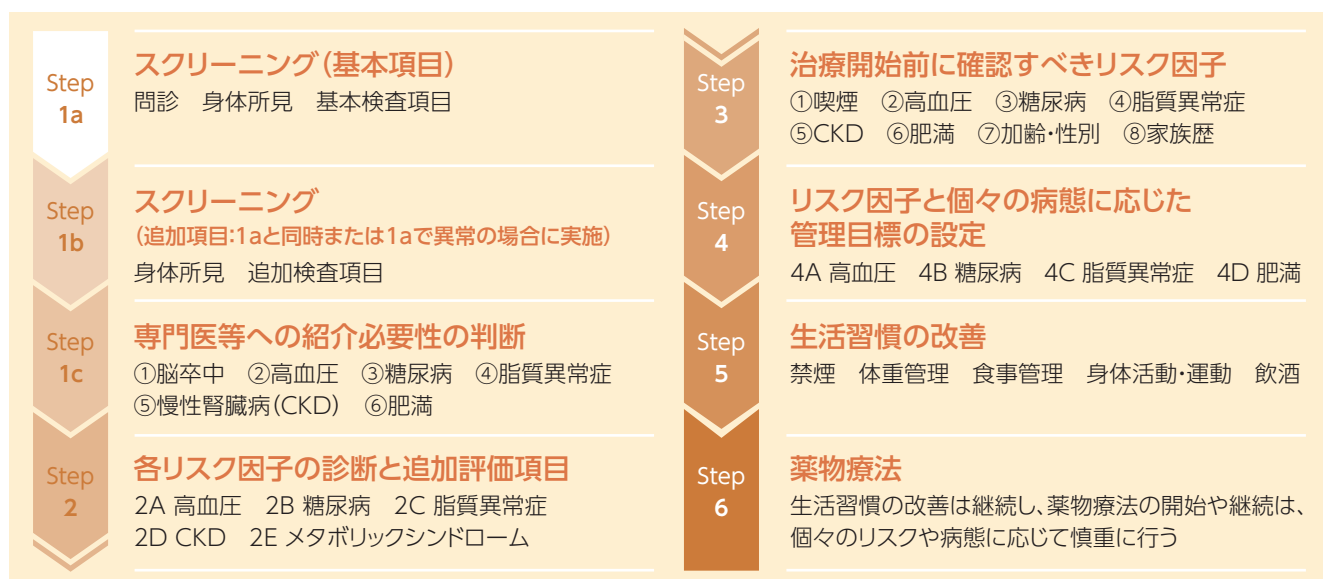 Step
1a
スクリーニング(基本項目)
問診 身体所見 基本検査項目
Step
1b
スクリーニング
(追加項目:1aと同時または1aで異常の場合に実施)
身体所見 追加検査項目
Step
1c
専門医等への紹介必要性の判断
①脳卒中 ②高血圧 ③糖尿病 ④脂質異常症
⑤慢性腎臓病(CKD) ⑥肥満
Step
2
各リスク因子の診断と追加評価項目
2A 高血圧 2B 糖尿病 2C 脂質異常症
2D CKD 2E メタボリックシンドローム
Step
3
治療開始前に確認すべきリスク因子
①喫煙 ②高血圧 ③糖尿病 ④脂質異常症
⑤CKD ⑥肥満 ⑦加齢・性別 ⑧家族歴
Step
4
リスク因子と個々の病態に応じた
管理目標の設定
4A 高血圧 4B 糖尿病 4C 脂質異常症 4D 肥満
Step
5
生活習慣の改善
禁煙 体重管理 食事管理 身体活動・運動 飲酒
Step
6
薬物療法
生活習慣の改善は継続し、薬物療法の開始や継続は、
個々のリスクや病態に応じて慎重に行う